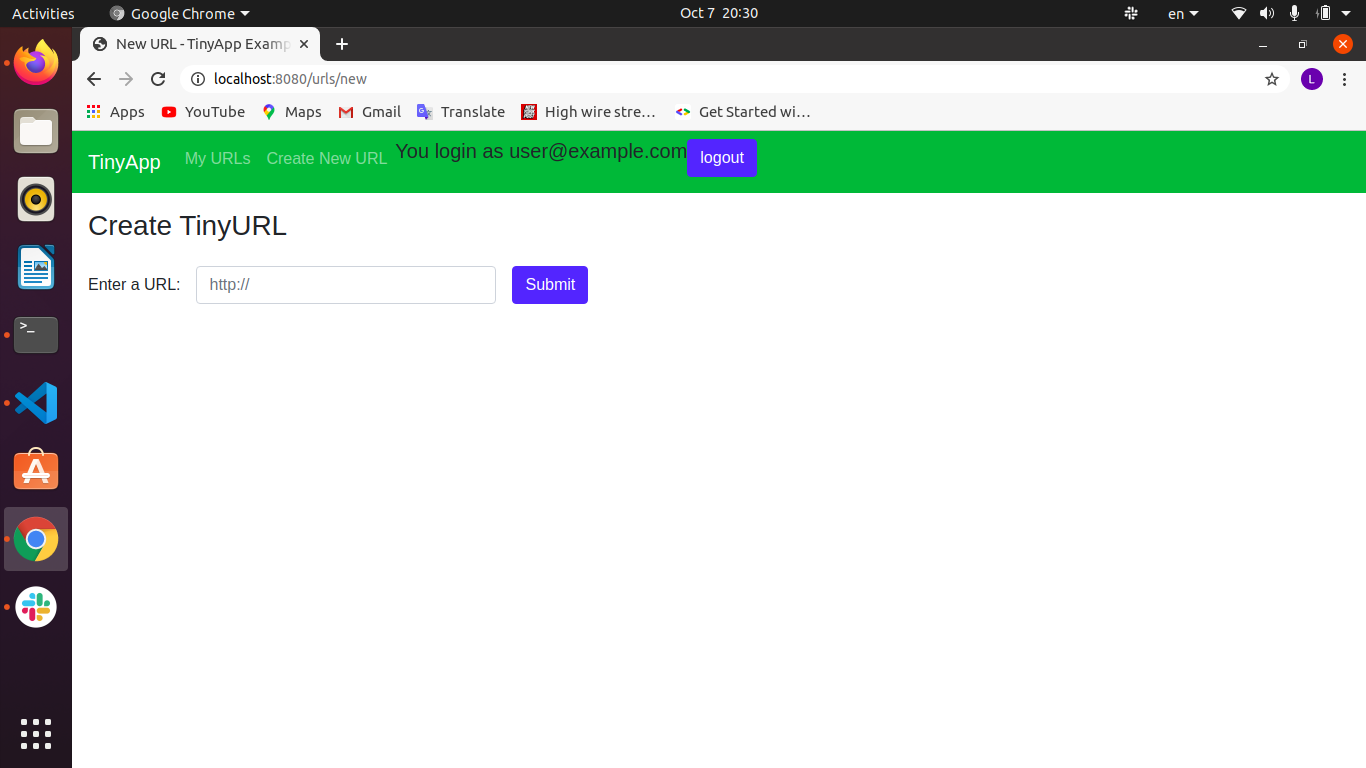 Activities Google Chrome Oct 7 20:30 en
New URL - TinyApp Examp
localhost:8080/urls/new L
Apps YouTube Maps Gmail Translate High wire stre… Get Started wi…
TinyApp My URLs Create New URL You login as user@example.com logout
Create TinyURL
Enter a URL: http:// Submit